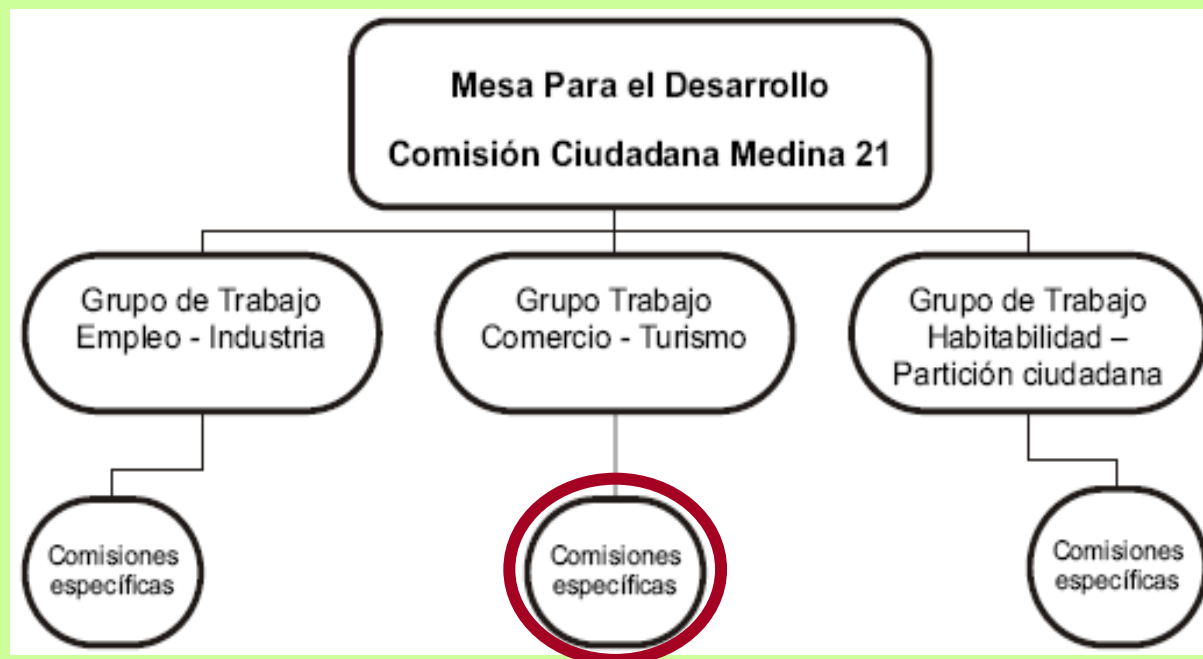 Mesa Para el Desarrollo
Comisión Ciudadana Medina 21
Grupo de Trabajo
Empleo - Industria
Grupo Trabajo
Comercio - Turismo
Grupo de Trabajo
Habitabilidad –
Partición ciudadana
Comisiones
específicas
Comisiones
específicas
Comisiones
específicas